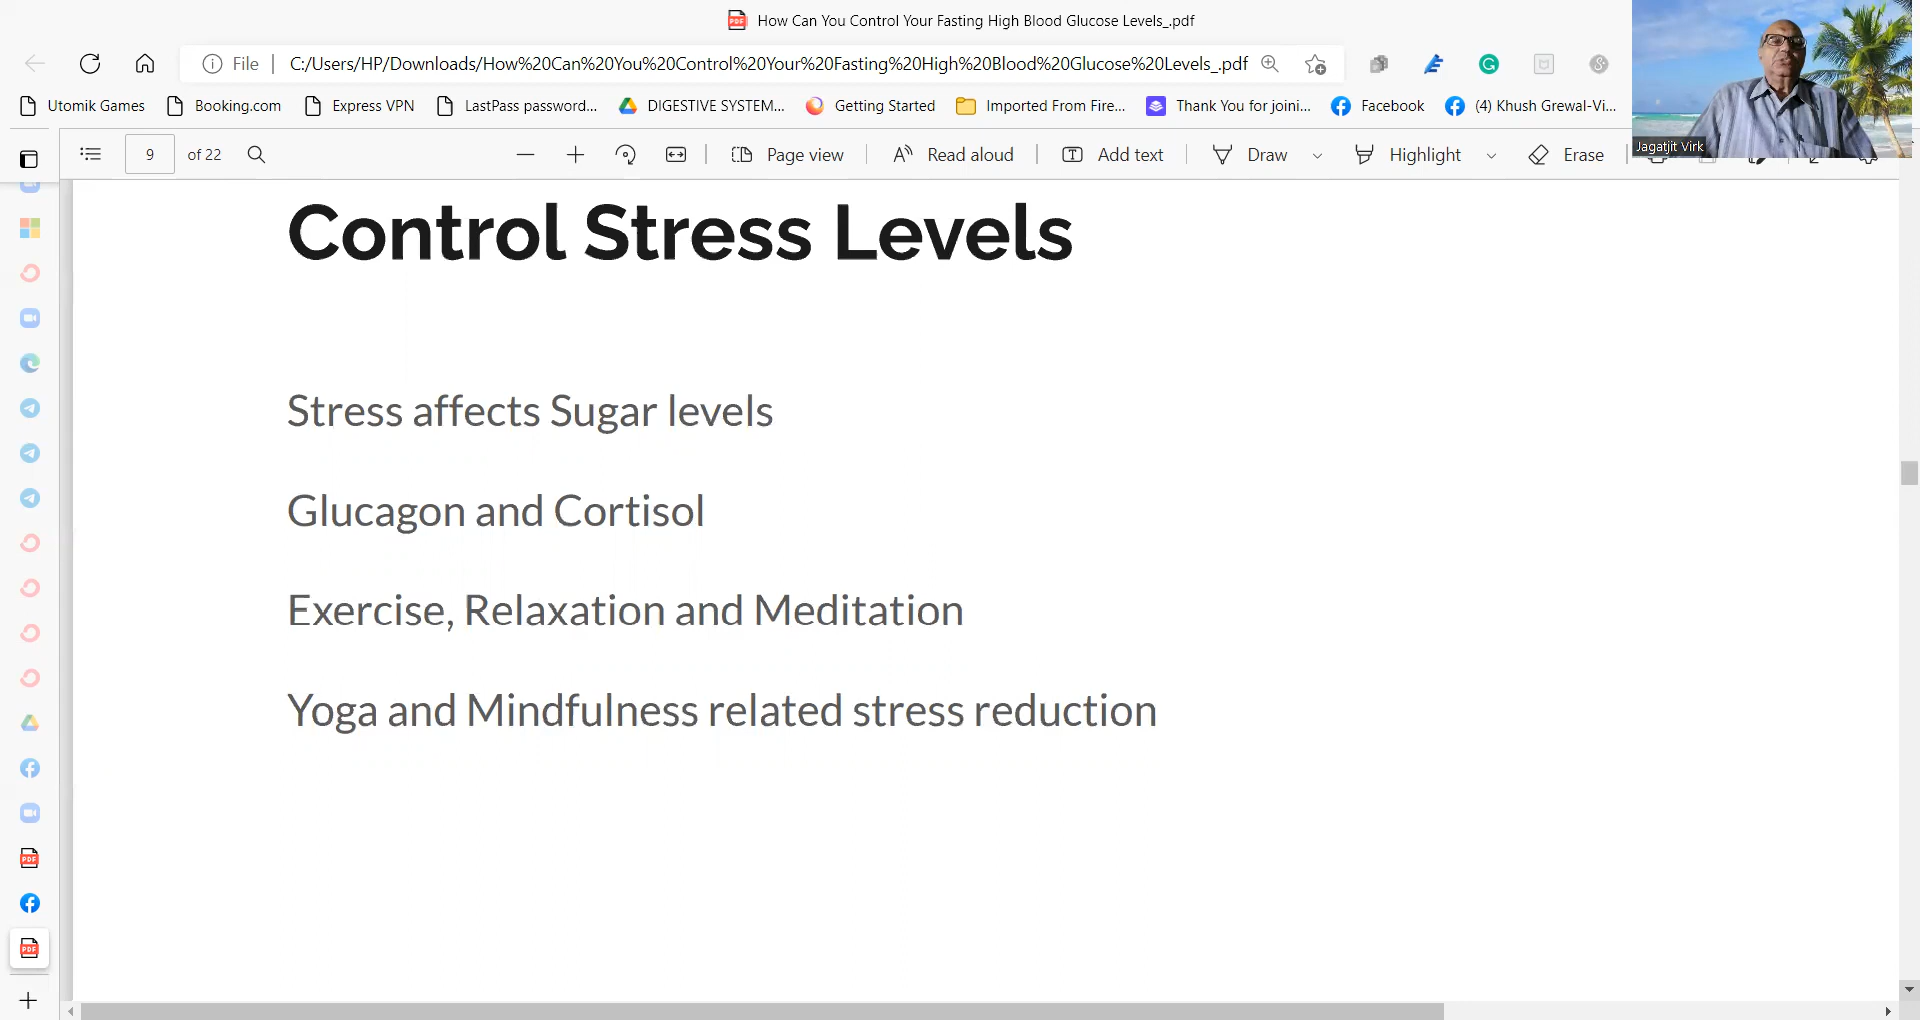 How Can You Control Your Fasting High Blood Glucose Levels_.pdf
File C:/Users/HP/Downloads/How%20Can%20You%20Control%20Your%20Fasting%20High%20Blood%20Glucose%20Levels_.pdf
Utomik Games Booking.com Express VPN LastPass password... DIGESTIVE SYSTEM... Getting Started Imported From Fire... Thank You for joini... Facebook (4) Khush Grewal-Vi...
Jagatjit Virk
9 of 22 Page view Read aloud Add text Draw Highlight Erase
Control Stress Levels
Stress affects Sugar levels
Glucagon and Cortisol
Exercise, Relaxation and Meditation
Yoga and Mindfulness related stress reduction